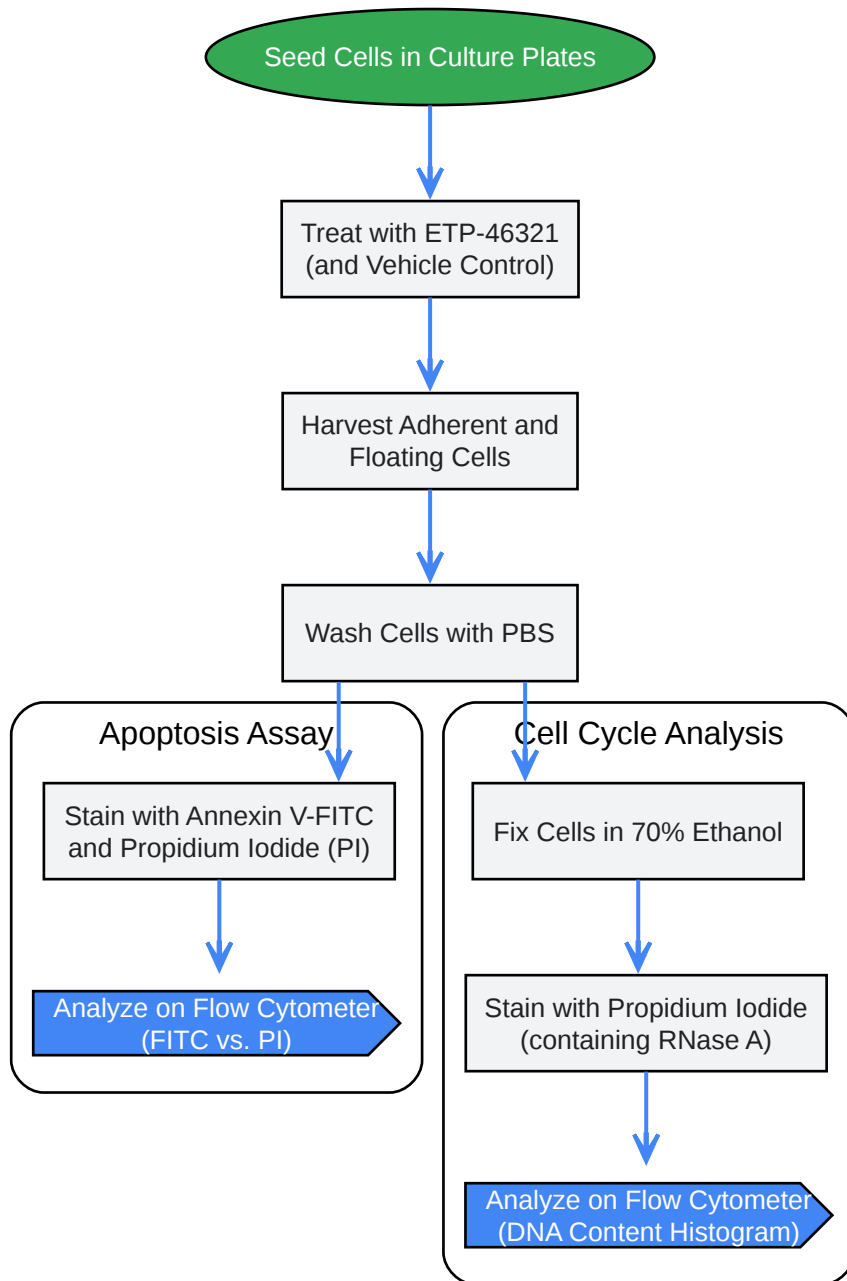 Seed Cells in Culture Plates
Treat with ETP-46321
(and Vehicle Control)
Harvest Adherent and
Floating Cells
Wash Cells with PBS
Apoptosis Assay
Stain with Annexin V-FITC
and Propidium Iodide (PI)
Analyze on Flow Cytometer
(FITC vs. PI)
Cell Cycle Analysis
Fix Cells in 70% Ethanol
Stain with Propidium Iodide
(containing RNase A)
Analyze on Flow Cytometer
(DNA Content Histogram)